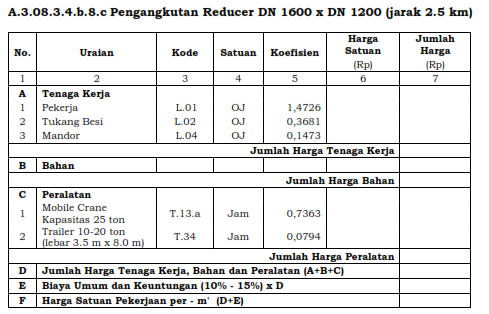 A.3.08.3.4.b.8.c Pengangkutan Reducer DN 1600 x DN 1200 (jarak 2.5 km)
No. Uraian Kode Satuan Koefisien Harga Satuan (Rp) Jumlah Harga (Rp)
1 2 3 4 5 6 7
A Tenaga Kerja
1 Pekerja L.01 OJ 1,4726
2 Tukang Besi L.02 OJ 0,3681
3 Mandor L.04 OJ 0,1473
Jumlah Harga Tenaga Kerja
B Bahan
Jumlah Harga Bahan
C Peralatan
1 Mobile Crane Kapasitas 25 ton T.13.a Jam 0,7363
2 Trailer 10-20 ton (lebar 3.5 m x 8.0 m) T.34 Jam 0,0794
Jumlah Harga Peralatan
D Jumlah Harga Tenaga Kerja, Bahan dan Peralatan (A+B+C)
E Biaya Umum dan Keuntungan (10% - 15%) x D
F Harga Satuan Pekerjaan per - m' (D+E)